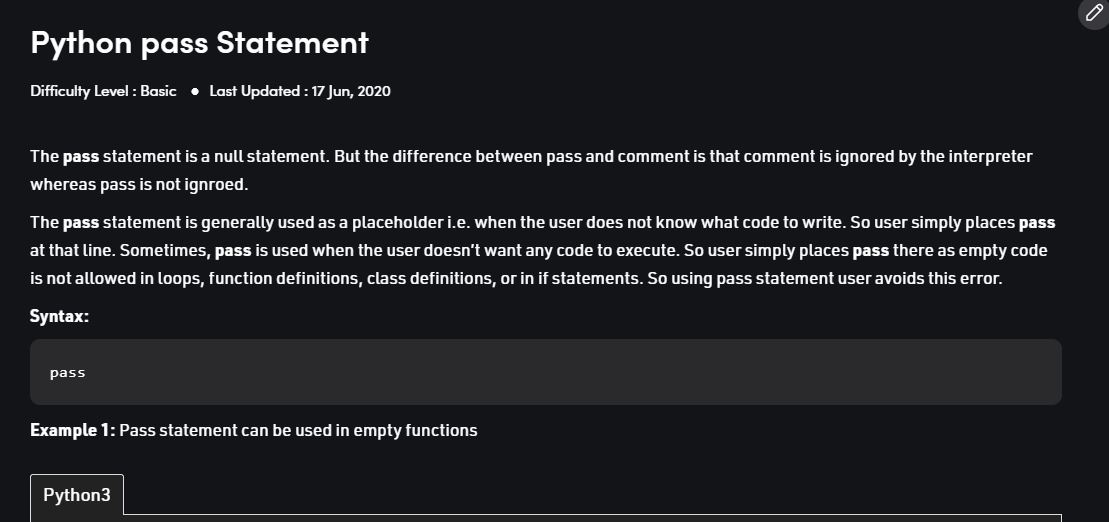 Python pass Statement
Difficulty Level : Basic ● Last Updated : 17 Jun, 2020
The pass statement is a null statement. But the difference between pass and comment is that comment is ignored by the interpreter
whereas pass is not ignroed.
The pass statement is generally used as a placeholder i.e. when the user does not know what code to write. So user simply places pass
at that line. Sometimes, pass is used when the user doesn't want any code to execute. So user simply places pass there as empty code
is not allowed in loops, function definitions, class definitions, or in if statements. So using pass statement user avoids this error.
Syntax:
pass
Example 1: Pass statement can be used in empty functions
Python3